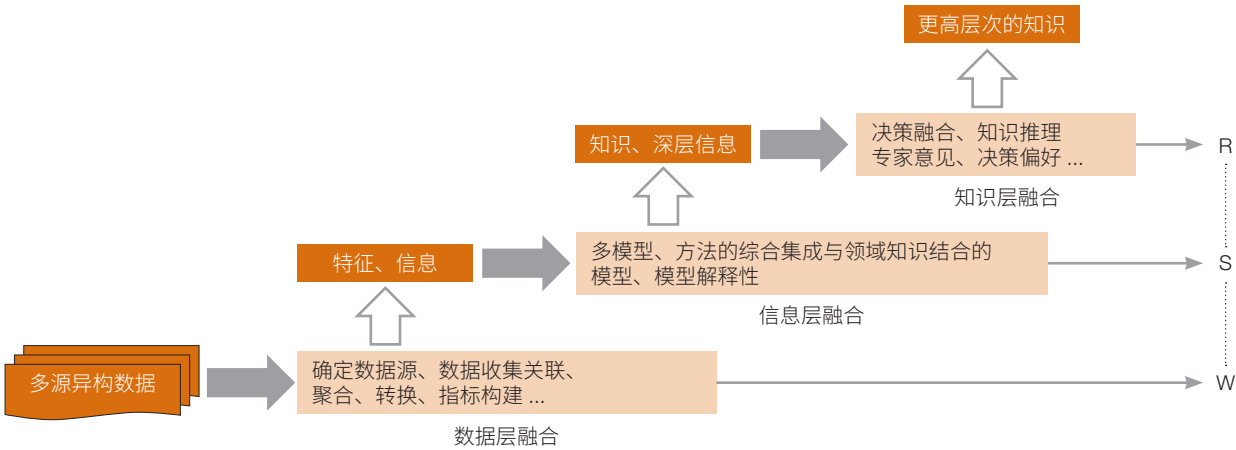 更高层次的知识
知识、深层信息
决策融合、知识推理
专家意见、决策偏好 ...
R
知识层融合
特征、信息
多模型、方法的综合集成与领域知识结合的
模型、模型解释性
S
信息层融合
多源异构数据
确定数据源、数据收集关联、
聚合、转换、指标构建 ...
W
数据层融合